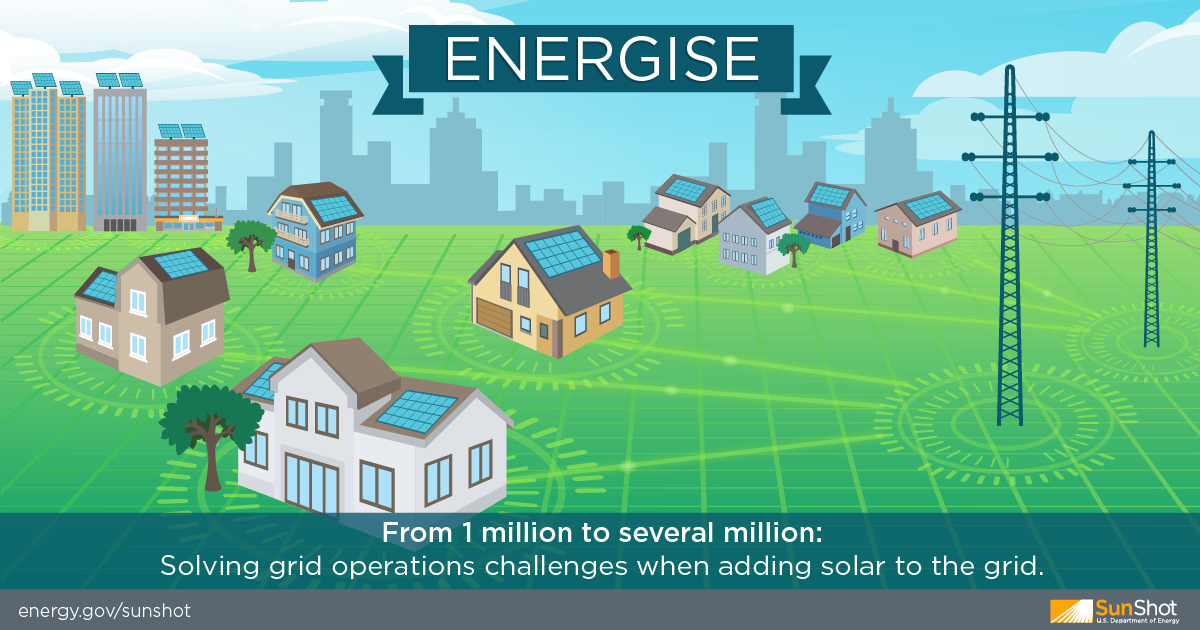 ENERGISE
From 1 million to several million:
Solving grid operations challenges when adding solar to the grid.
energy.gov/sunshot
SunShot
U.S. Department of Energy